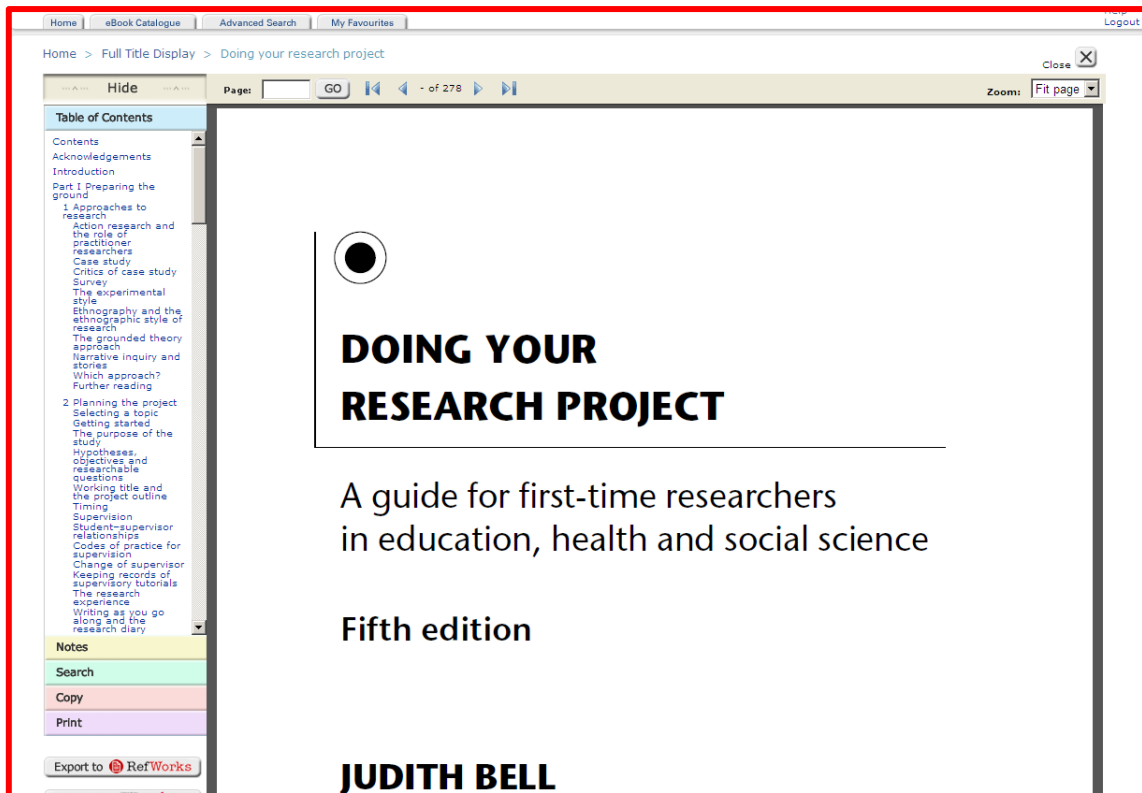 Home
eBook Catalogue
Advanced Search
My Favourites
Help
Logout
Home > Full Title Display > Doing your research project
Close
Hide
Page:
GO
- of 278
Zoom:
Fit page
Table of Contents
Contents
Acknowledgements
Introduction
Part I Preparing the
ground
1 Approaches to
research
Action research and
the role of
practitioner
researchers
Case study
Critics of case study
Survey
The experimental
style
Ethnography and the
ethnographic style of
research
The grounded theory
approach
Narrative inquiry and
stories
Which approach?
Further reading
2 Planning the project
Selecting a topic
Getting started
The purpose of the
study
Hypotheses,
objectives and
researchable
questions
Working title and
the project outline
Timing
Supervision
Student–supervisor
relationships
Codes of practice for
supervision
Change of supervisor
Keeping records of
supervisory tutorials
The research
experience
Writing as you go
along and the
research diary
Notes
Search
Copy
Print
Export to RefWorks
DOING YOUR
RESEARCH PROJECT
A guide for first-time researchers
in education, health and social science
Fifth edition
JUDITH BELL